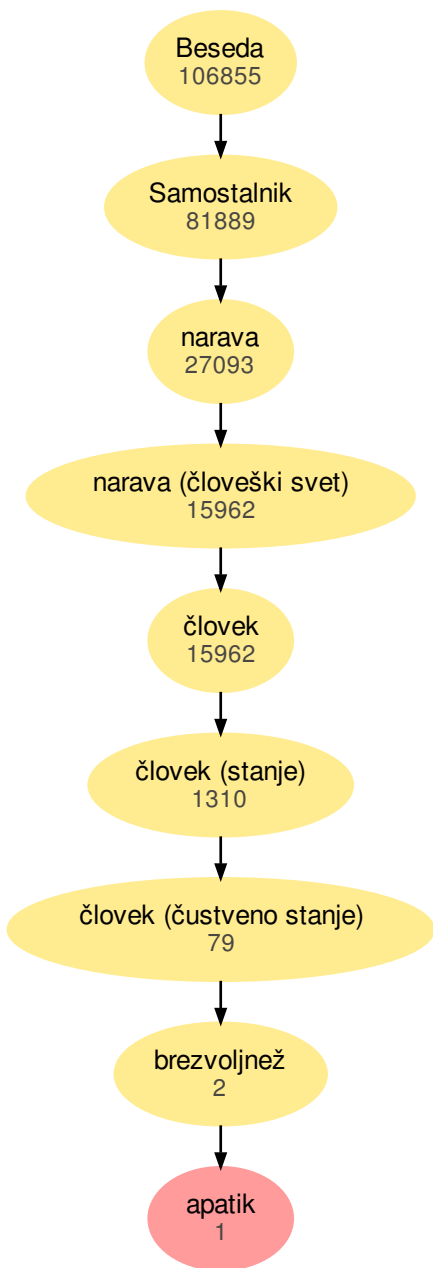 Beseda
106855
Samostalnik
81889
narava
27093
narava (človeški svet)
15962
človek
15962
človek (stanje)
1310
človek (čustveno stanje)
79
brezvoljnež
2
apatik
1